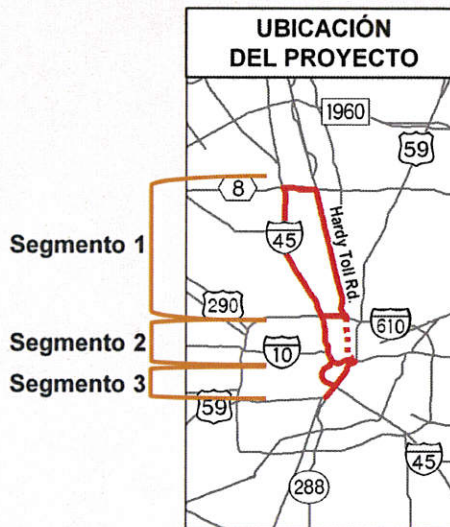 UBICACIÓN
DEL PROYECTO
1960
59
8
Hardy Toll Rd.
45
Segmento 1
290
610
Segmento 2
10
Segmento 3
59
45
288